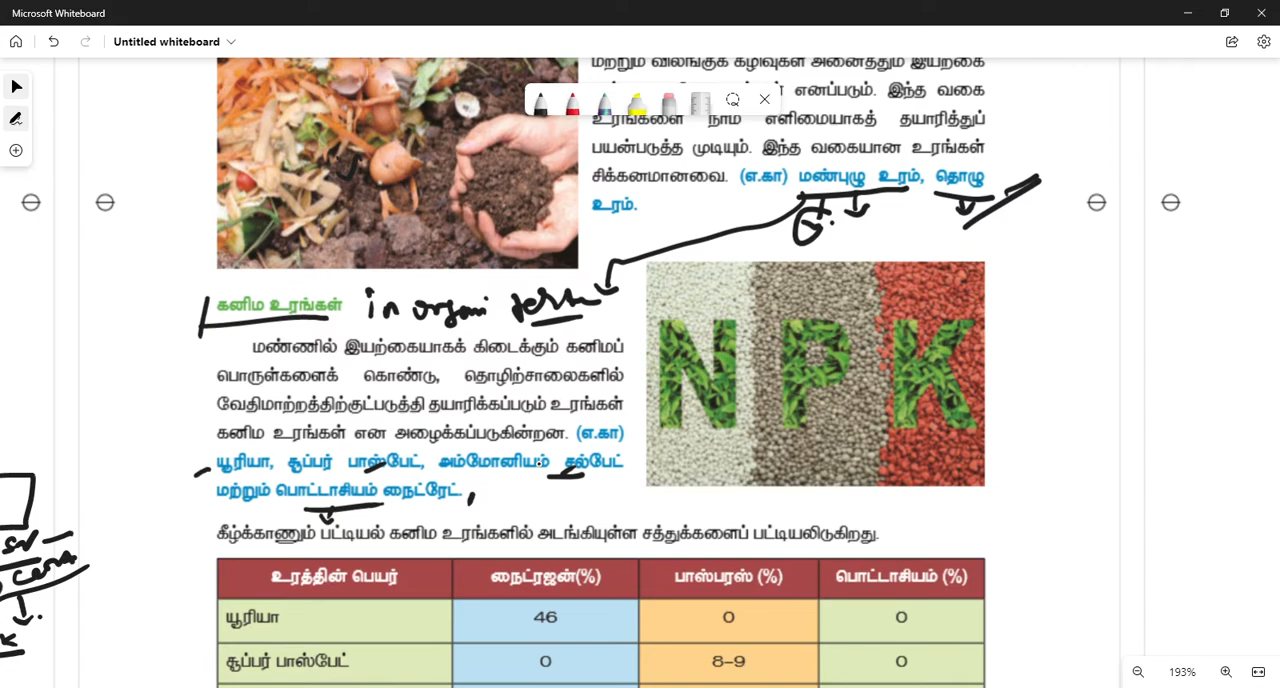 Microsoft Whiteboard
Untitled whiteboard
மற்றும் விலங்குக் கழிவுகள் அனைத்தும் இயற்கை
எனப்படும். இந்த வகை
உரங்களை நாம் எளிமையாகத் தயாரித்துப்
பயன்படுத்த முடியும். இந்த வகையான உரங்கள்
சிக்கனமானவை. (எ.கா) மண்புழு உரம், தொழு
உரம்.
கனிம உரங்கள் in organi
மண்ணில் இயற்கையாகக் கிடைக்கும் கனிமப்
பொருள்களைக் கொண்டு, தொழிற்சாலைகளில்
வேதிமாற்றத்திற்குட்படுத்தி தயாரிக்கப்படும் உரங்கள்
கனிம உரங்கள் என அழைக்கப்படுகின்றன. (எ.கா)
யூரியா, சூப்பர் பாஸ்பேட், அம்மோனியம் சல்பேட்
மற்றும் பொட்டாசியம் நைட்ரேட்.
NPK
கீழ்க்காணும் பட்டியல் கனிம உரங்களில் அடங்கியுள்ள சத்துக்களைப் பட்டியலிடுகிறது.
உரத்தின் பெயர் நைட்ரஜன்(%) பாஸ்பரஸ் (%) பொட்டாசியம் (%)
யூரியா 46 0 0
சூப்பர் பாஸ்பேட் 0 8–9 0
193%